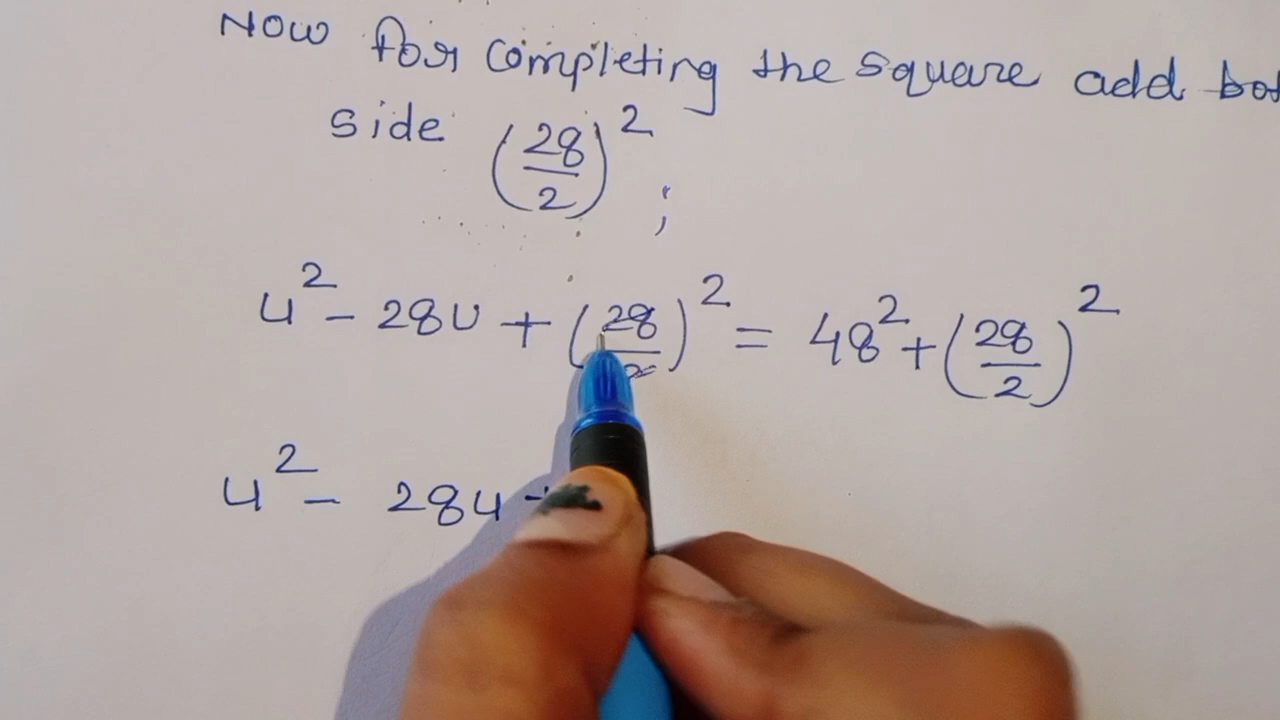 Now for completing the square add bot
side (28/2)²
;
u² - 28u + (28/2)² = 48² + (28/2)²
u² - 28u +